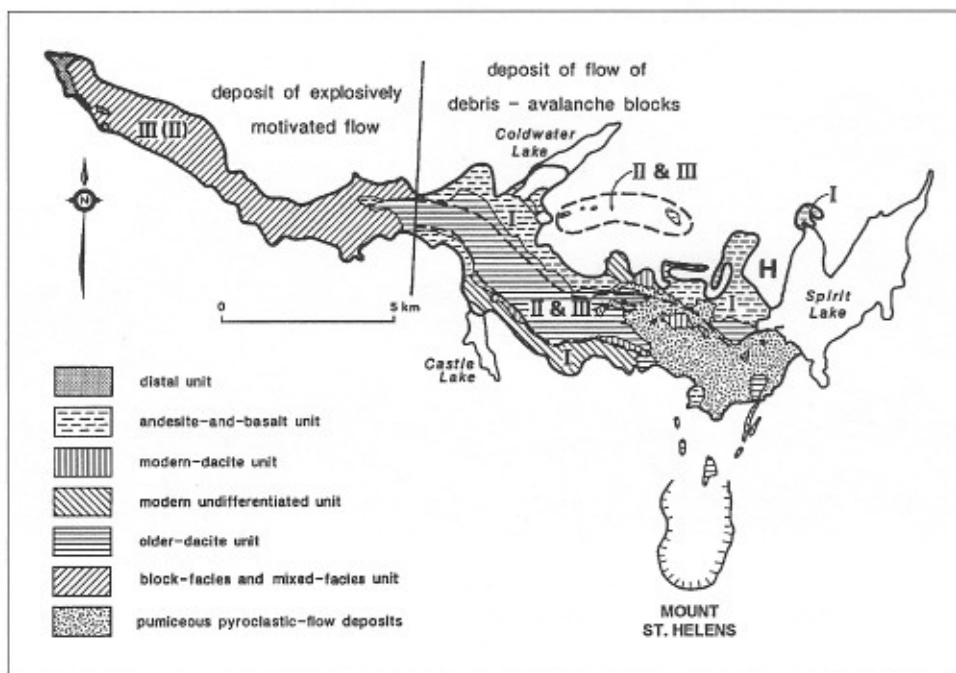 deposit of explosively
motivated flow
deposit of flow of
debris – avalanche blocks
Coldwater
Lake
III (II)
II & III
I
I
H
Spirit
Lake
I
II & III
I
N
0 5 km
Castle
Lake
distal unit
andesite-and-basalt unit
modern-dacite unit
modern undifferentiated unit
older-dacite unit
block-facies and mixed-facies unit
pumiceous pyroclastic-flow deposits
MOUNT
ST. HELENS